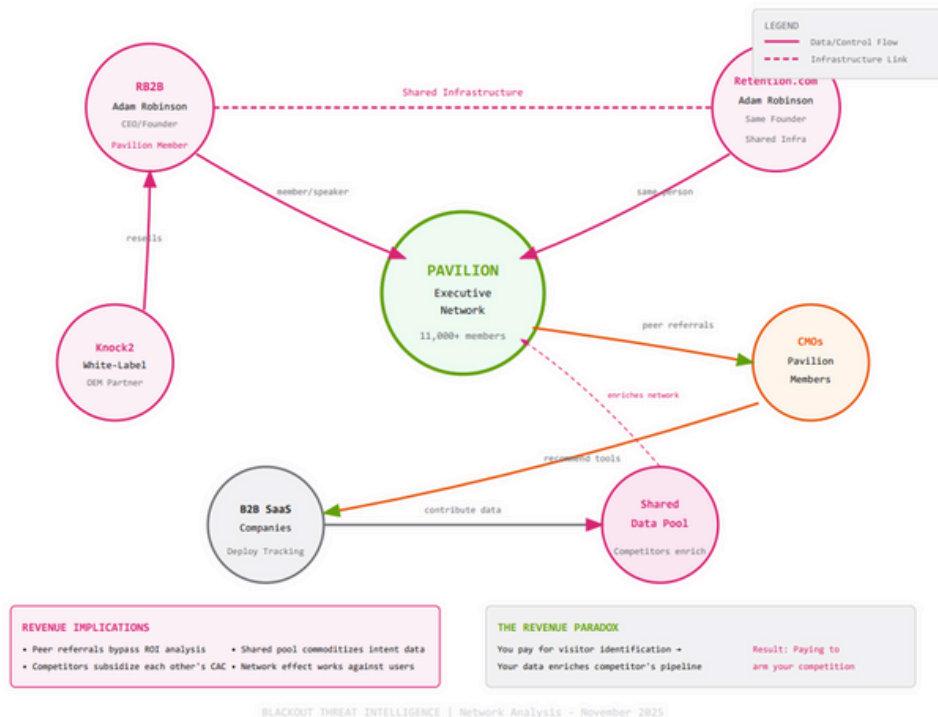 LEGEND
Data/Control Flow
Infrastructure Link
RB2B
Adam Robinson
CEO/Founder
Pavilion Member
Shared Infrastructure
Retention.com
Adam Robinson
Same Founder
Shared Infra
member/speaker
same person
resells
PAVILION
Executive
Network
11,000+ members
peer referrals
Knock2
White-Label
OEM Partner
CMOs
Pavilion
Members
enriches network
recommend tools
B2B SaaS
Companies
Deploy Tracking
contribute data
Shared
Data Pool
Competitors enrich
REVENUE IMPLICATIONS
• Peer referrals bypass ROI analysis
• Shared pool commoditizes intent data
• Competitors subsidize each other's CAC
• Network effect works against users
THE REVENUE PARADOX
You pay for visitor identification →
Your data enriches competitor's pipeline
Result: Paying to
arm your competition
BLACKOUT THREAT INTELLIGENCE | Network Analysis - November 2025